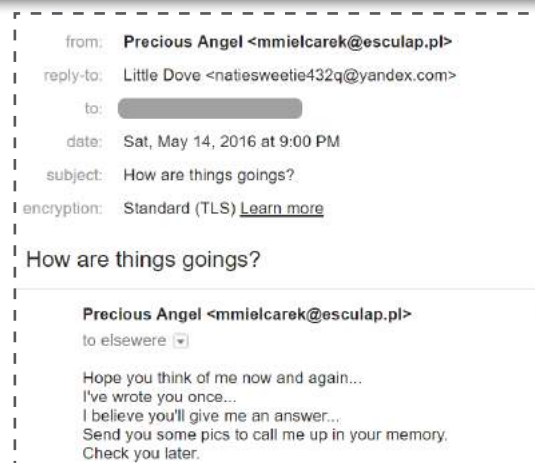 from: Precious Angel <mmielcarek@esculap.pl>
reply-to: Little Dove <natiesweetie432q@yandex.com>
to:
date: Sat, May 14, 2016 at 9:00 PM
subject: How are things goings?
encryption: Standard (TLS) Learn more
How are things goings?
Precious Angel <mmielcarek@esculap.pl>
to elsewere
Hope you think of me now and again...
I've wrote you once...
I believe you'll give me an answer...
Send you some pics to call me up in your memory.
Check you later.